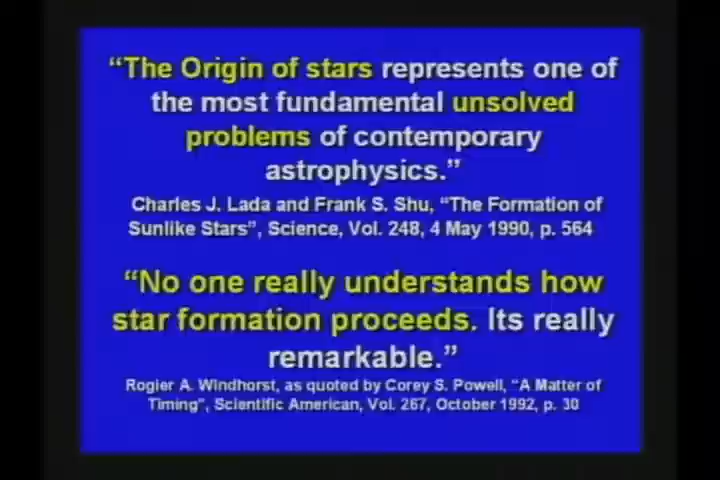 “The Origin of stars represents one of
the most fundamental unsolved
problems of contemporary
astrophysics.”
Charles J. Lada and Frank S. Shu, “The Formation of
Sunlike Stars”, Science, Vol. 248, 4 May 1990, p. 564
“No one really understands how
star formation proceeds. Its really
remarkable.”
Rogier A. Windhorst, as quoted by Corey S. Powell, “A Matter of
Timing”, Scientific American, Vol. 267, October 1992, p. 30